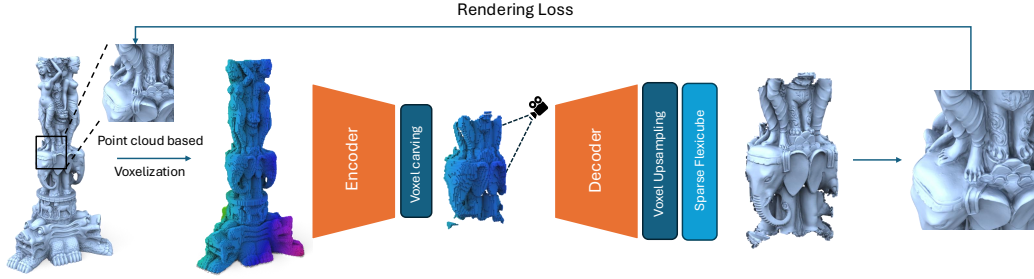 Rendering Loss
Point cloud based
Voxelization
Encoder
Voxel carving
Decoder
Voxel Upsampling
Sparse Flexicube